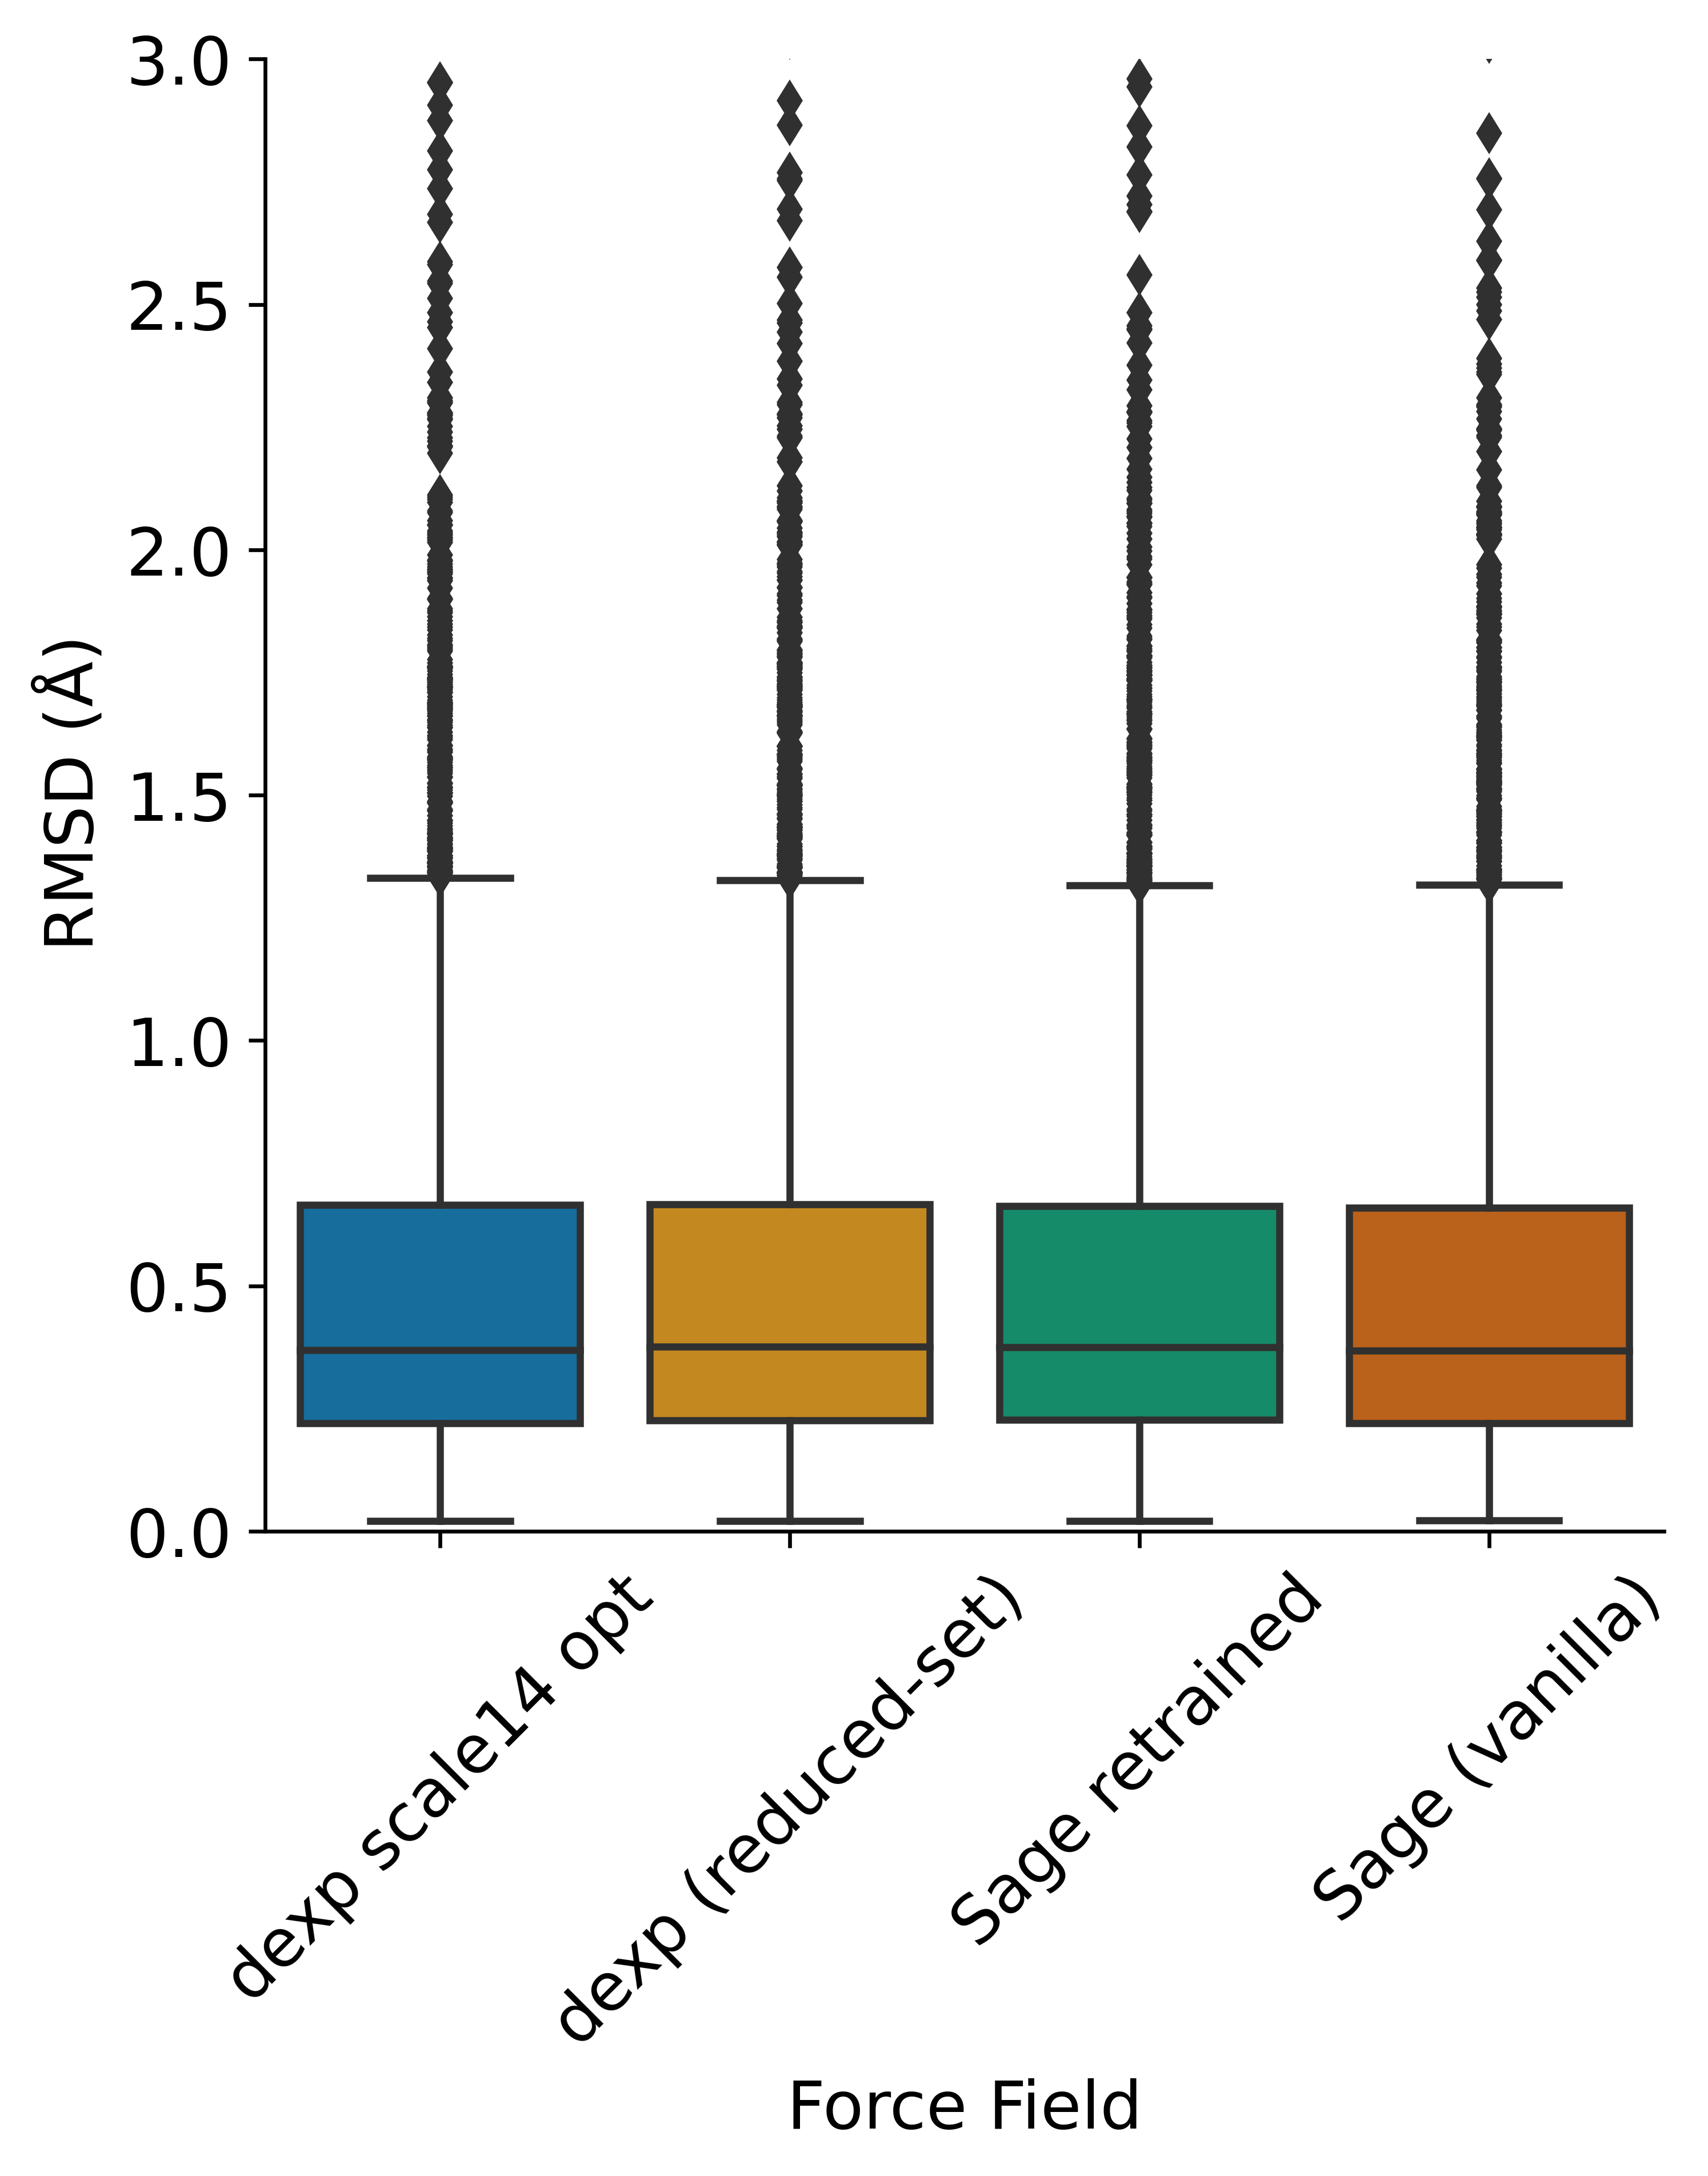 RMSD (Å)
3.0
2.5
2.0
1.5
1.0
0.5
0.0
dexp scale14 opt
dexp (reduced-set)
Sage retrained
Sage (vanilla)
Force Field